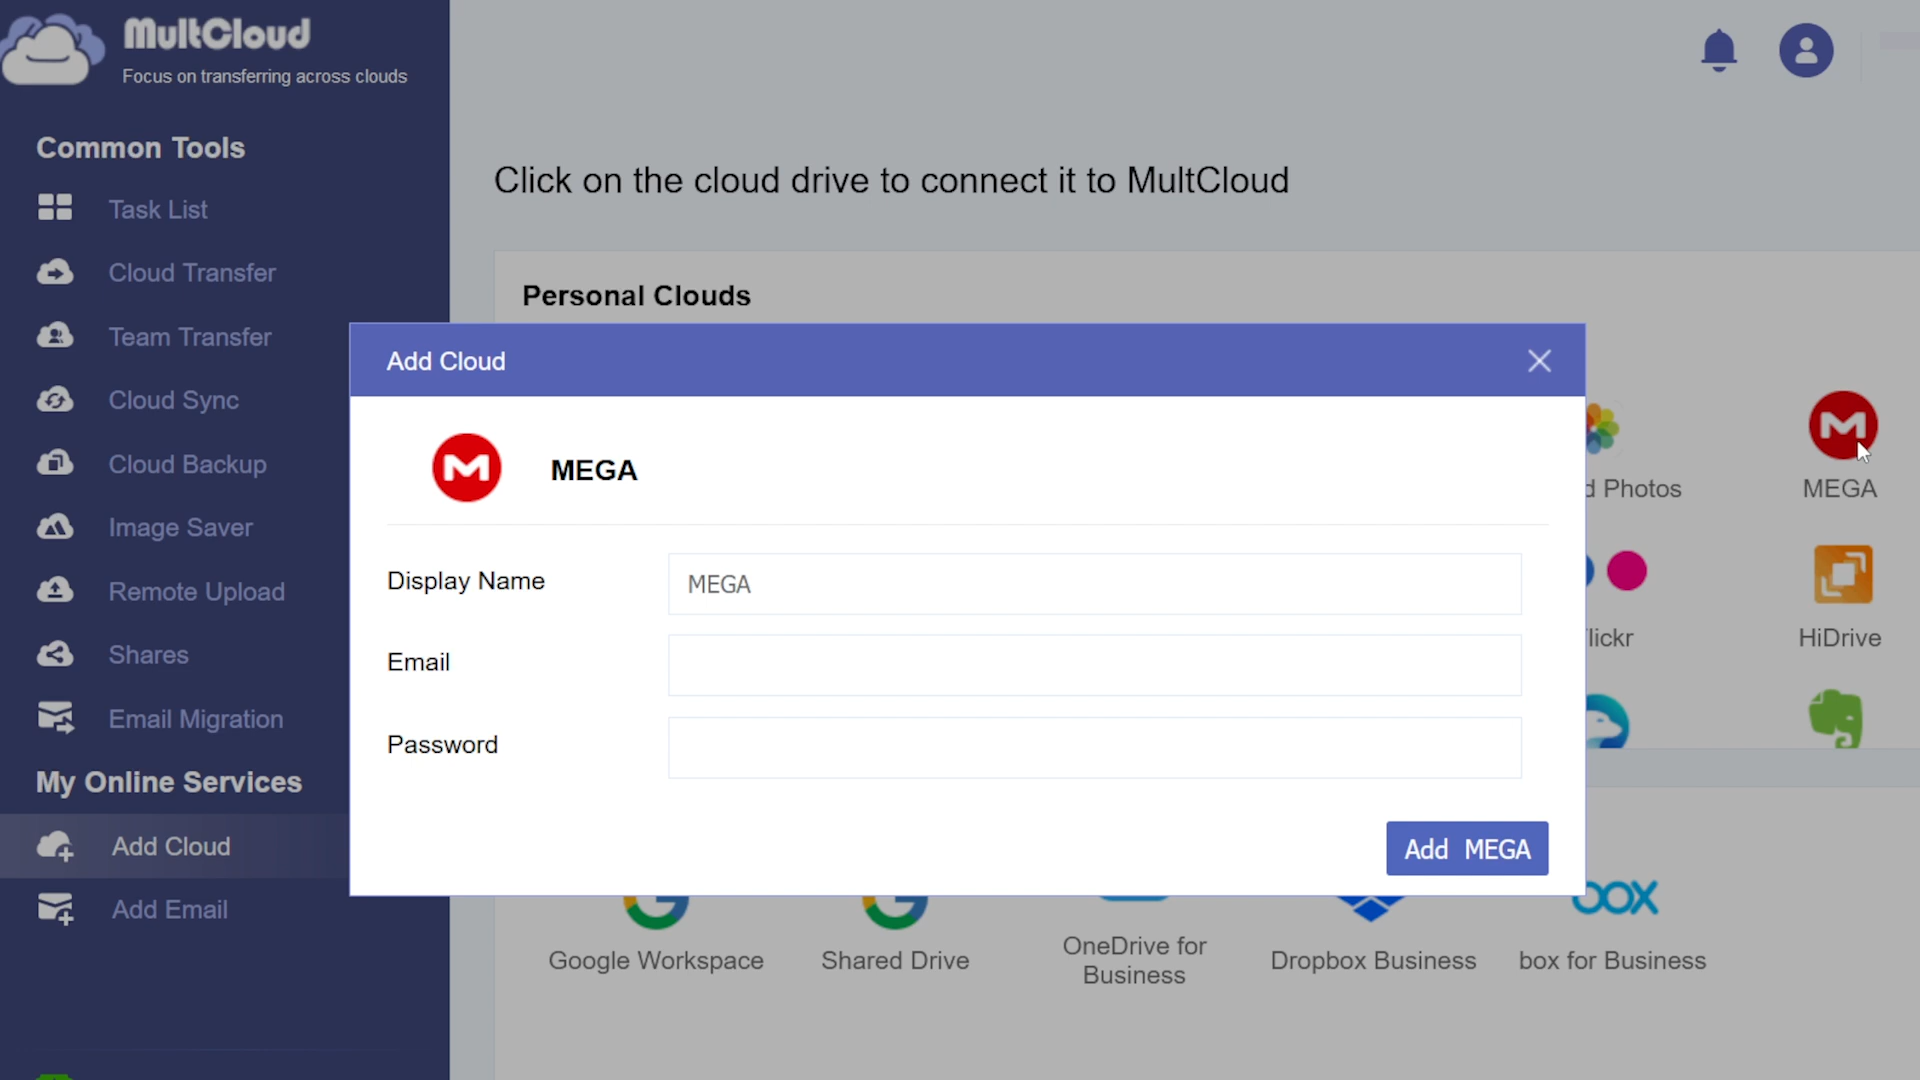 MultCloud
Focus on transferring across clouds
Common Tools
Task List
Cloud Transfer
Team Transfer
Cloud Sync
Cloud Backup
Image Saver
Remote Upload
Shares
Email Migration
My Online Services
Add Cloud
Add Email
Click on the cloud drive to connect it to MultCloud
Personal Clouds
Add Cloud
MEGA
Display Name
MEGA
Email
Password
Add MEGA
d Photos
MEGA
lickr
HiDrive
Google Workspace
Shared Drive
OneDrive for
Business
Dropbox Business
box
box for Business